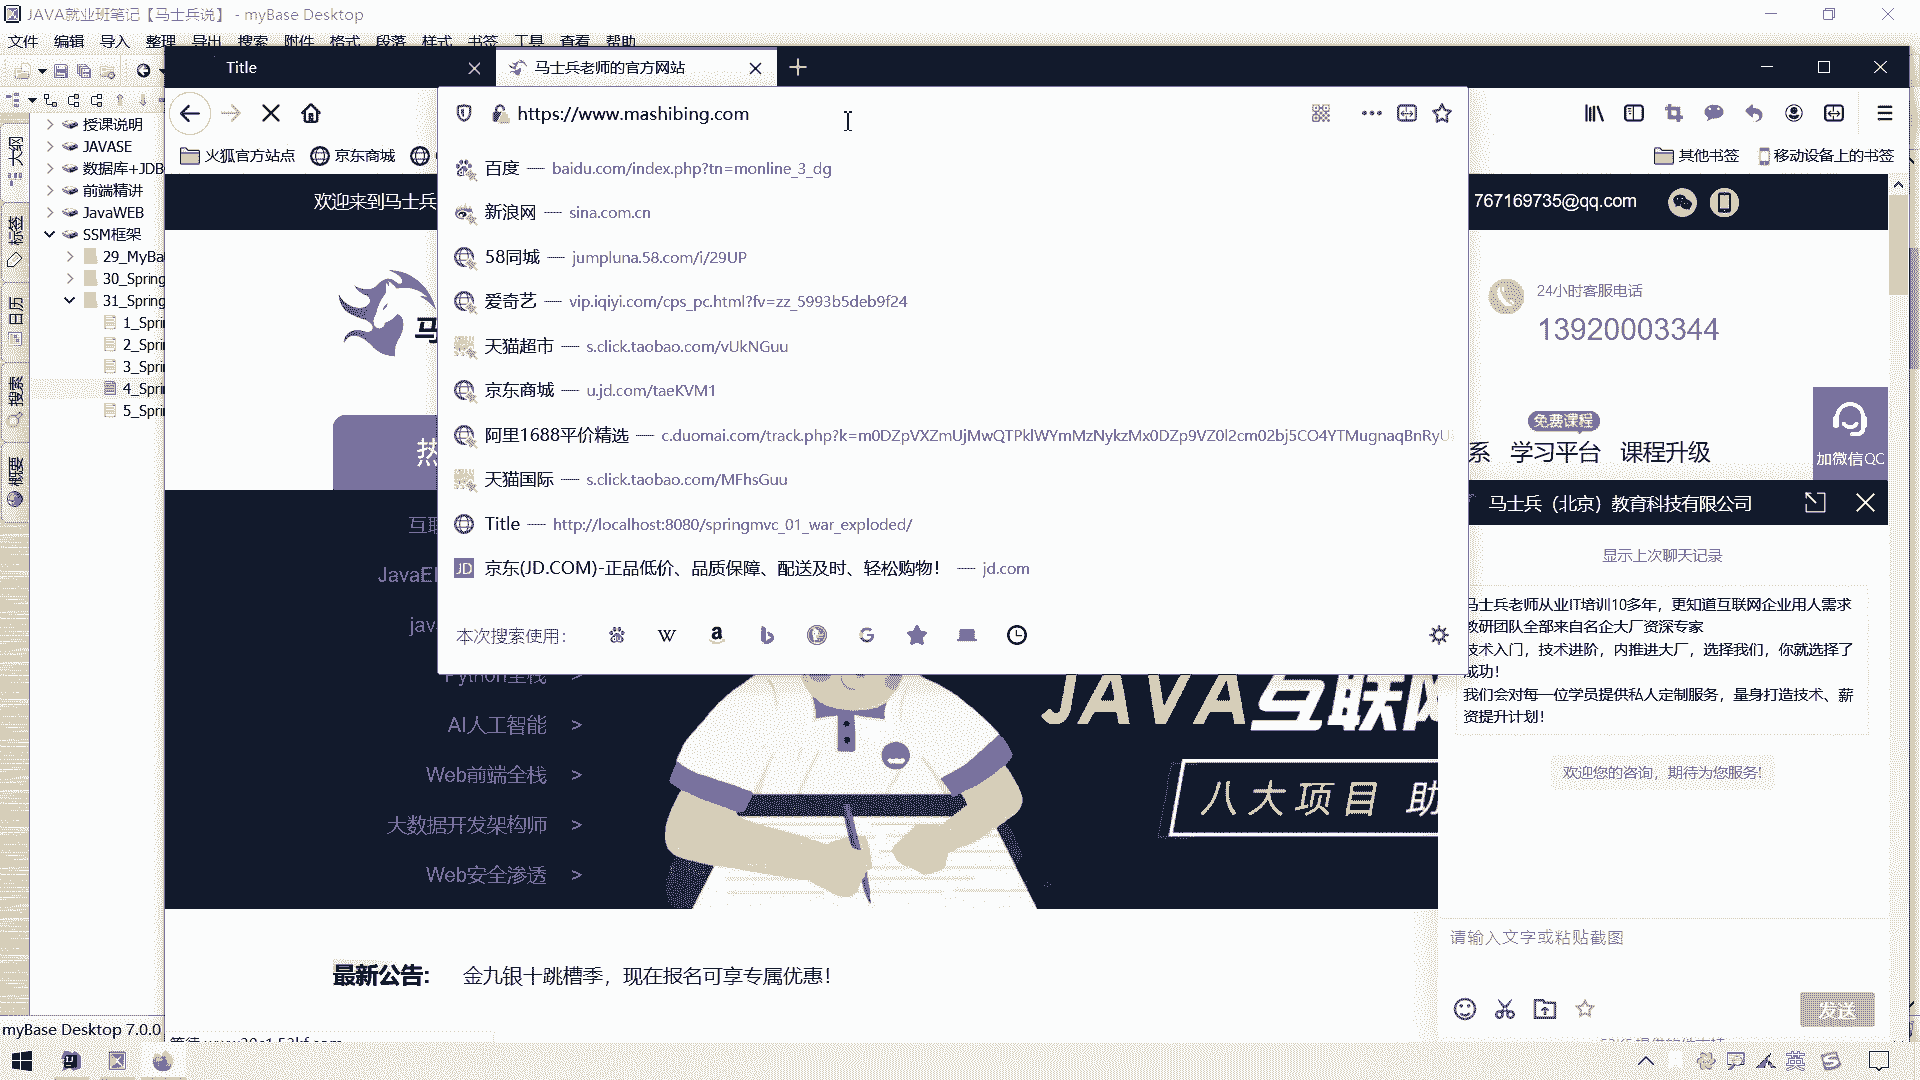 JAVA就业班笔记【马士兵说】 - myBase Desktop
文件 编辑 导入 整理 导出 搜索 附件 格式 段落 样式 书签 工具 查看 帮助
Title
马士兵老师的官方网站
https://www.mashibing.com
火狐官方站点
京东商城
其他书签
移动设备上的书签
大纲
标签
日历
搜索
概要
授课说明
JAVASE
数据库+JDB
前端精讲
JavaWEB
SSM框架
29_MyBa
30_Spring
31_Spring
1_Spri
2_Spri
3_Spri
4_Spri
5_Spri
百度 — baidu.com/index.php?tn=monline_3_dg
新浪网 — sina.com.cn
58同城 — jumpluna.58.com/i/29UP
爱奇艺 — vip.iqiyi.com/cps_pc.html?fv=zz_5993b5deb9f24
天猫超市 — s.click.taobao.com/vUkNGuu
京东商城 — u.jd.com/taeKVM1
阿里1688平价精选 — c.duomai.com/track.php?k=m0DZpVXZmUjMwQTPklWYmMzNykzMx0DZp9VZ0l2cm02bj5CO4YTMugnaqBnRyU
天猫国际 — s.click.taobao.com/MFhsGuu
Title — http://localhost:8080/springmvc_01_war_exploded/
京东(JD.COM)-正品低价、品质保障、配送及时、轻松购物! — jd.com
本次搜索使用:
欢迎来到马士兵
767169735@qq.com
马
24小时客服电话
13920003344
热
免费课程
系 学习平台 课程升级
加微信QC
互联
JavaEE
java
Python全栈 >
AI人工智能 >
Web前端全栈 >
大数据开发架构师 >
Web安全渗透 >
JAVA互联网
八大项目 助
马士兵（北京）教育科技有限公司
显示上次聊天记录
马士兵老师从业IT培训10多年，更知道互联网企业用人需求
教研团队全部来自名企大厂资深专家
技术入门，技术进阶，内推进大厂，选择我们，你就选择了
成功!
我们会对每一位学员提供私人定制服务，量身打造技术、薪
资提升计划!
欢迎您的咨询，期待为您服务!
请输入文字或粘贴截图
发送
最新公告: 金九银十跳槽季，现在报名可享专属优惠!
myBase Desktop 7.0.0
英